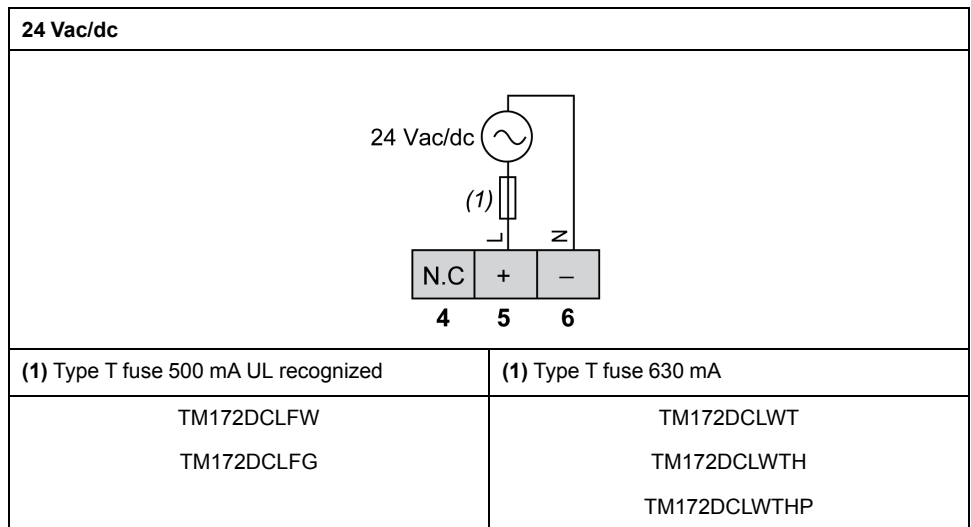 24 Vac/dc
24 Vac/dc
(1)
L N
N.C + –
4 5 6
(1) Type T fuse 500 mA UL recognized
(1) Type T fuse 630 mA
TM172DCLFW
TM172DCLFG
TM172DCLWT
TM172DCLWTH
TM172DCLWTHP